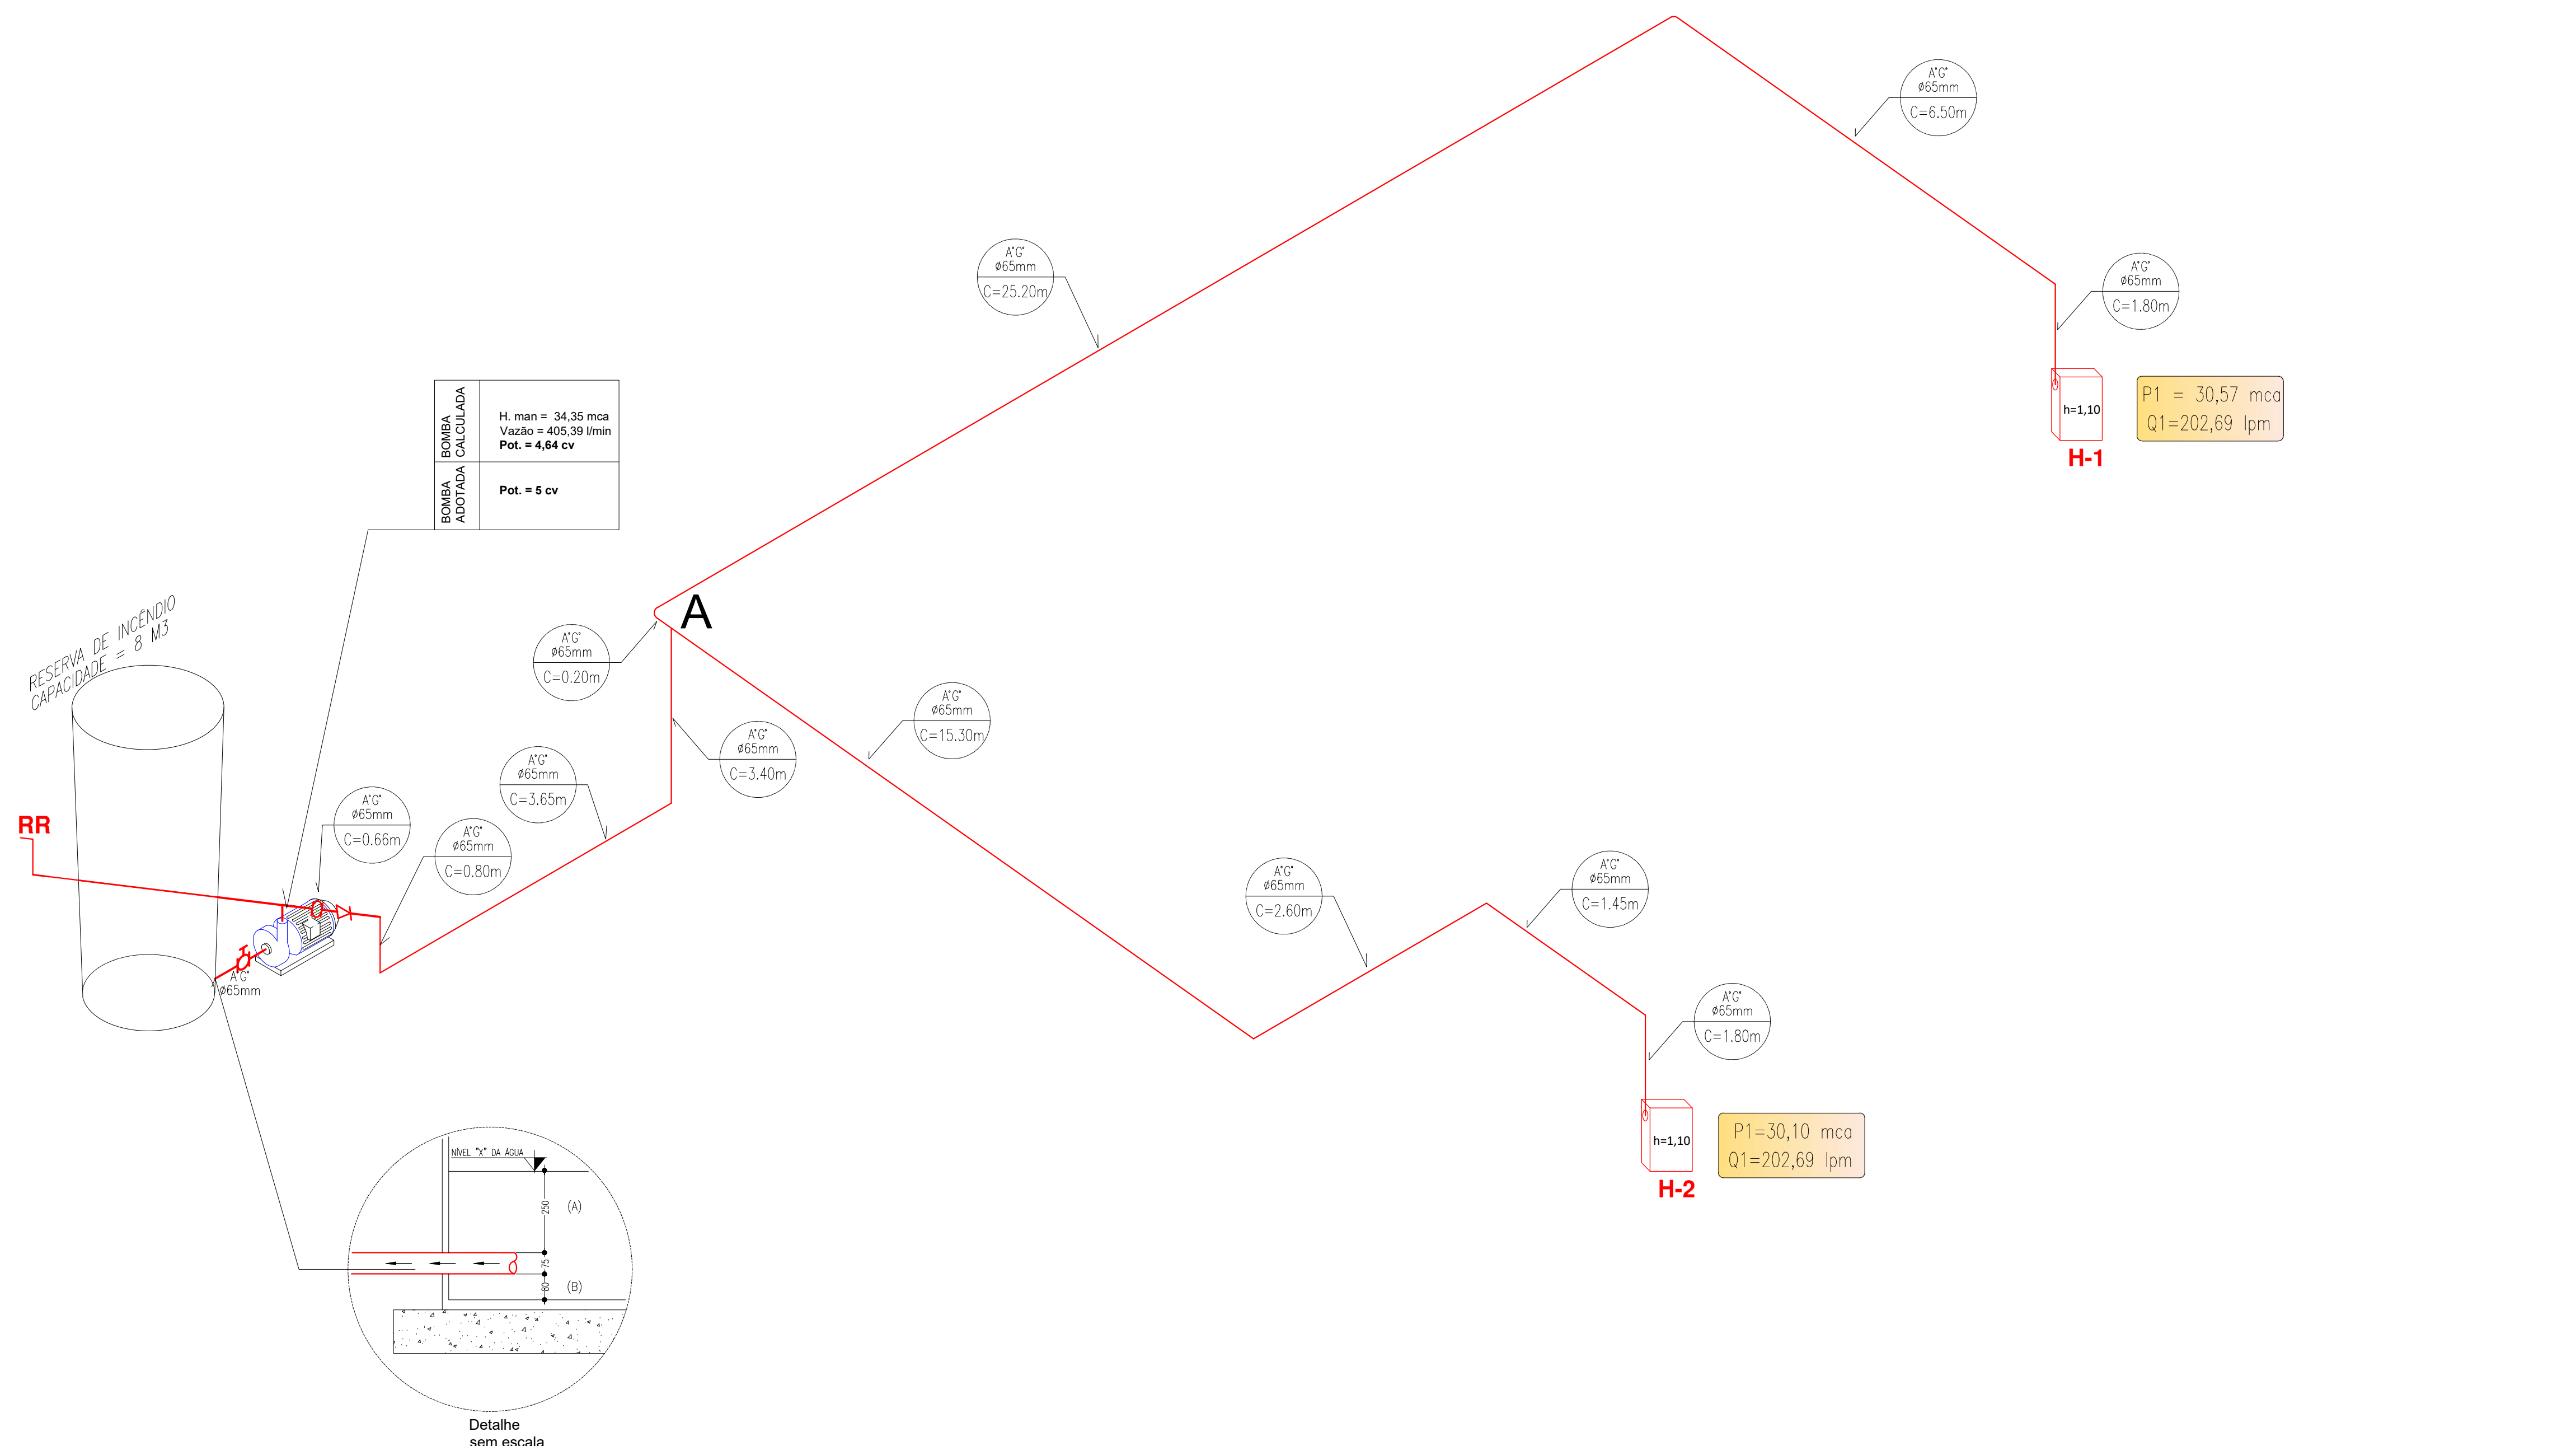 A°G°
ø65mm
C=6.50m
A°G°
ø65mm
C=25.20m
A°G°
ø65mm
C=1.80m
h=1,10
H-1
P1 = 30,57 mca
Q1=202,69 lpm
BOMBA
CALCULADA
H. man = 34,35 mca
Vazão = 405,39 l/min
Pot. = 4,64 cv
BOMBA
ADOTADA
Pot. = 5 cv
RESERVA DE INCÊNDIO
CAPACIDADE = 8 M3
A
A°G°
ø65mm
C=0.20m
A°G°
ø65mm
C=15.30m
A°G°
ø65mm
C=3.40m
A°G°
ø65mm
C=3.65m
A°G°
ø65mm
C=0.66m
A°G°
ø65mm
C=0.80m
RR
A°G°
ø65mm
A°G°
ø65mm
C=2.60m
A°G°
ø65mm
C=1.45m
A°G°
ø65mm
C=1.80m
h=1,10
H-2
P1=30,10 mca
Q1=202,69 lpm
NÍVEL "X" DA ÁGUA
250
(A)
75
80
(B)
Detalhe
sem escala